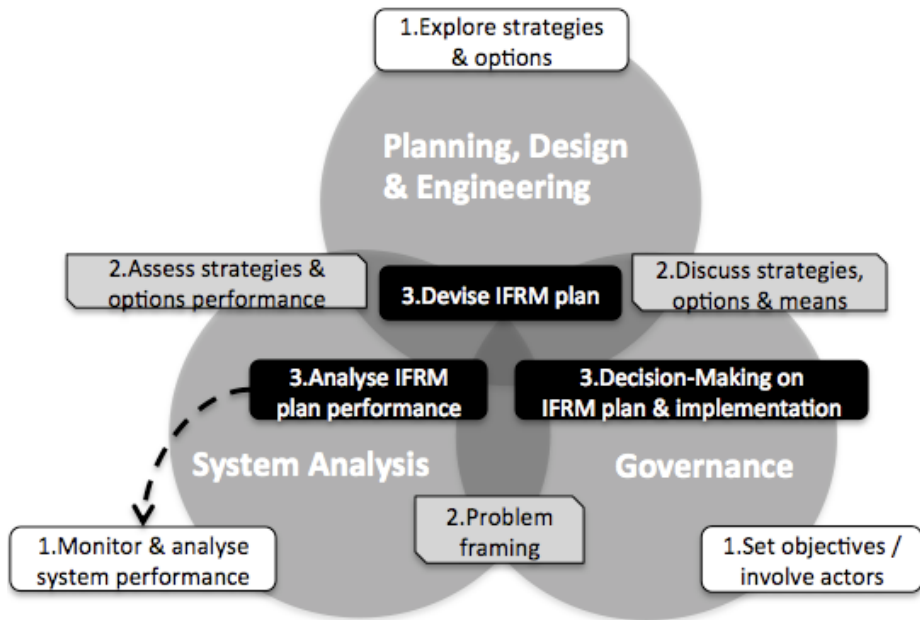 1.Explore strategies
& options
Planning, Design
& Engineering
2.Assess strategies &
options performance
3.Devise IFRM plan
2.Discuss strategies,
options & means
3.Analyse IFRM
plan performance
3.Decision-Making on
IFRM plan & implementation
System Analysis
Governance
2.Problem
framing
1.Monitor & analyse
system performance
1.Set objectives /
involve actors